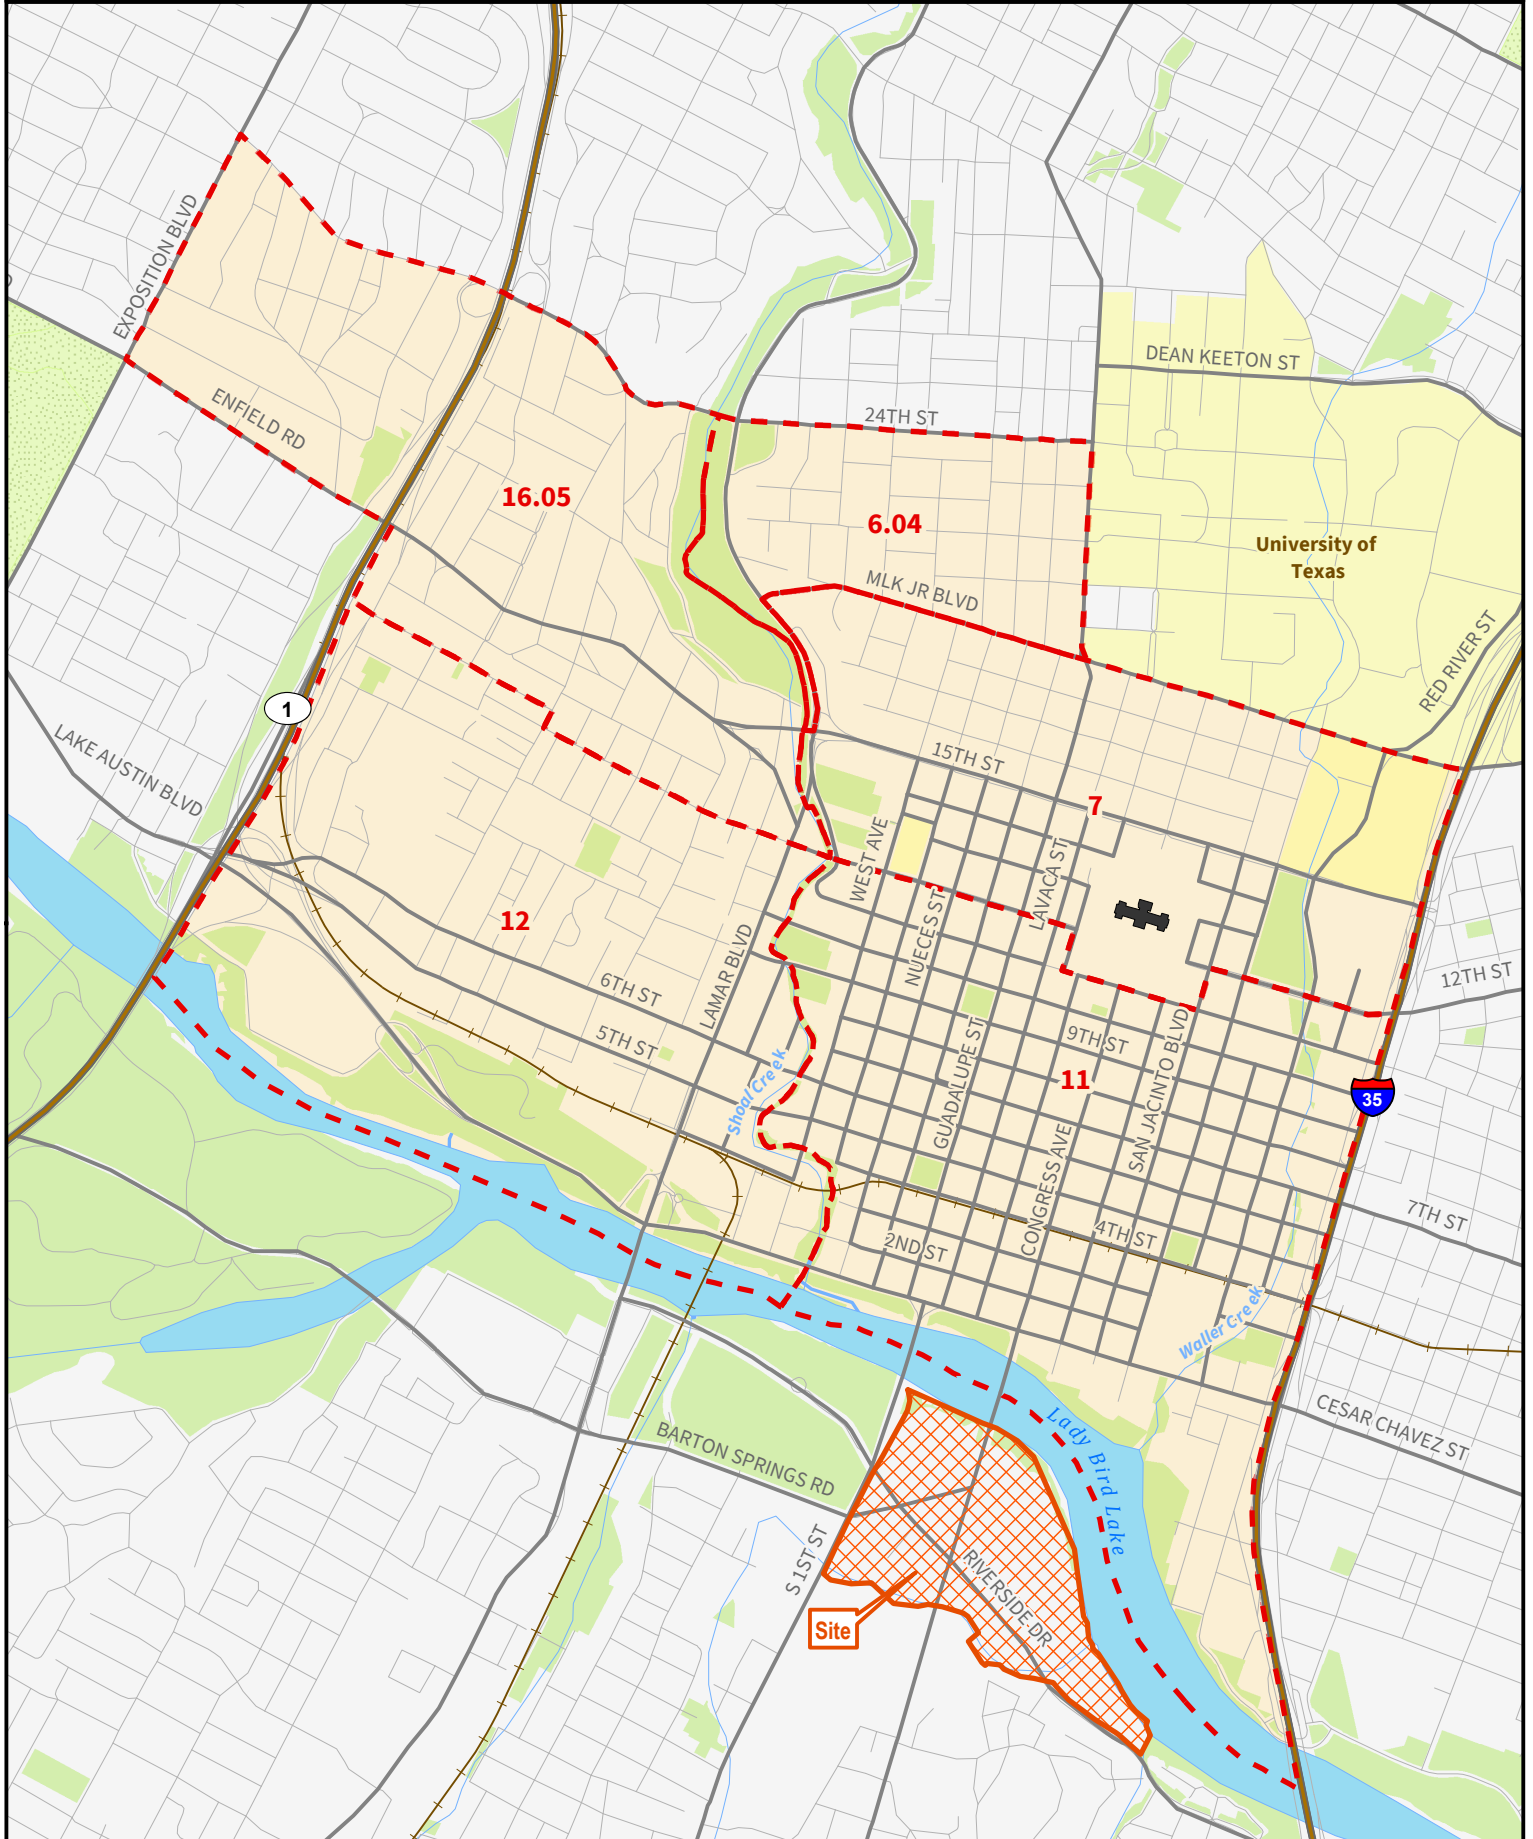 EXPOSITION BLVD
DEAN KEETON ST
24TH ST
ENFIELD RD
16.05
6.04
University of
Texas
MLK JR BLVD
RED RIVER ST
1
LAKE AUSTIN BLVD
15TH ST
7
WEST AVE
LAVACA ST
NUECES ST
12
LAMAR BLVD
12TH ST
6TH ST
5TH ST
9TH ST
GUADALUPE ST
SAN JACINTO BLVD
11
35
Shoal Creek
CONGRESS AVE
7TH ST
4TH ST
2ND ST
Waller Creek
CESAR CHAVEZ ST
Lady Bird Lake
BARTON SPRINGS RD
S 1ST ST
RIVERSIDE DR
Site